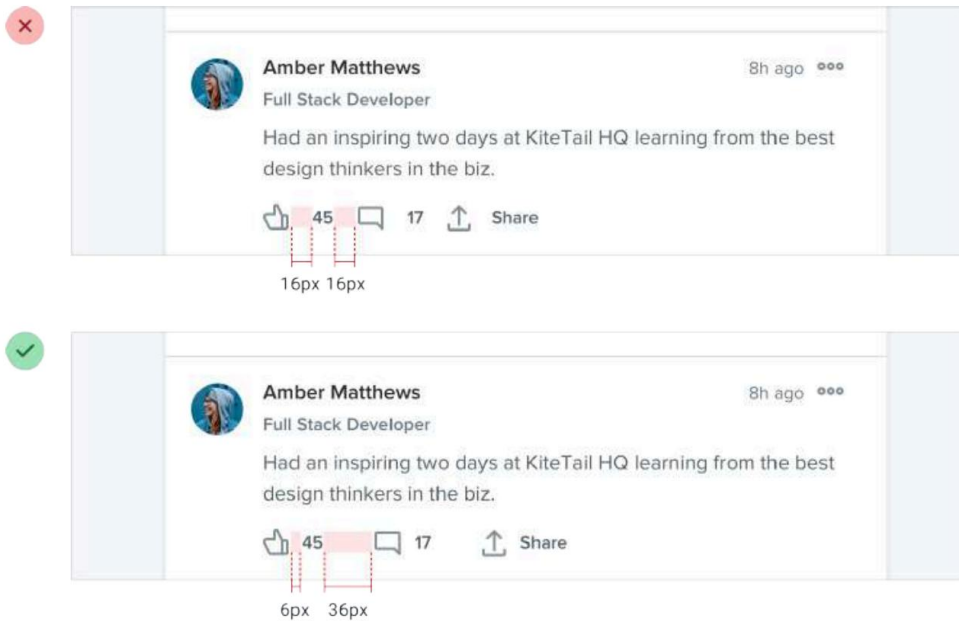 Amber Matthews 8h ago
Full Stack Developer
Had an inspiring two days at KiteTail HQ learning from the best
design thinkers in the biz.
45 17 Share
16px 16px
Amber Matthews 8h ago
Full Stack Developer
Had an inspiring two days at KiteTail HQ learning from the best
design thinkers in the biz.
45 17 Share
6px 36px